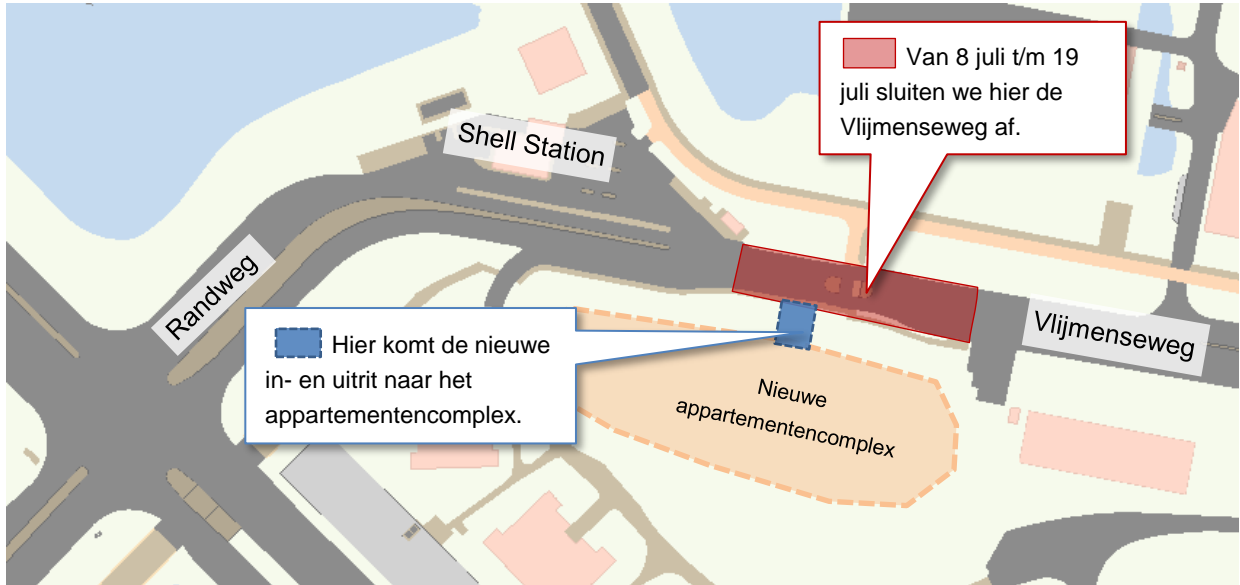 Van 8 juli t/m 19
juli sluiten we hier de
Vlijmenseweg af.
Shell Station
Randweg
Vlijmenseweg
Hier komt de nieuwe
in- en uitrit naar het
appartementencomplex.
Nieuwe
appartementencomplex